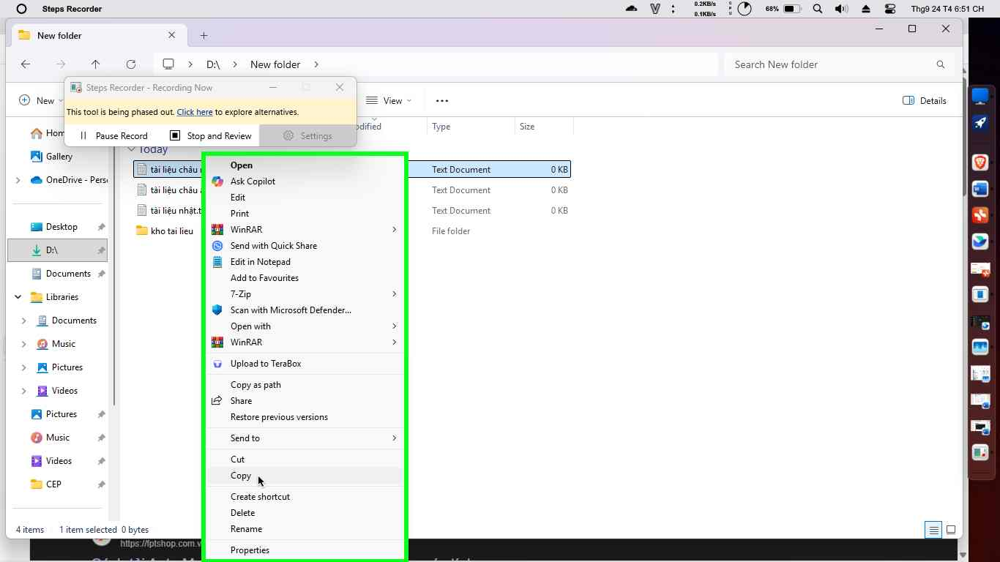 Steps Recorder
0.2KB/s
0.1KB/s
CPU
68%
Thg9 24 T4 6:51 CH
New folder
D:\
New folder
Search New folder
New
View
Details
Steps Recorder - Recording Now
This tool is being phased out. Click here to explore alternatives.
Pause Record
Stop and Review
Settings
odified
Type
Size
Today
tài liệu châu
Text Document
0 KB
tài liệu châu
Text Document
0 KB
tài liệu nhật.t
Text Document
0 KB
kho tai lieu
File folder
Hom
Gallery
OneDrive - Pers
Desktop
D:\
Documents
Libraries
Documents
Music
Pictures
Videos
Pictures
Music
Videos
CEP
Open
Ask Copilot
Edit
Print
WinRAR
Send with Quick Share
Edit in Notepad
Add to Favourites
7-Zip
Scan with Microsoft Defender...
Open with
WinRAR
Upload to TeraBox
Copy as path
Share
Restore previous versions
Send to
Cut
Copy
Create shortcut
Delete
Rename
Properties
4 items
1 item selected 0 bytes
https://fptshop.com.v